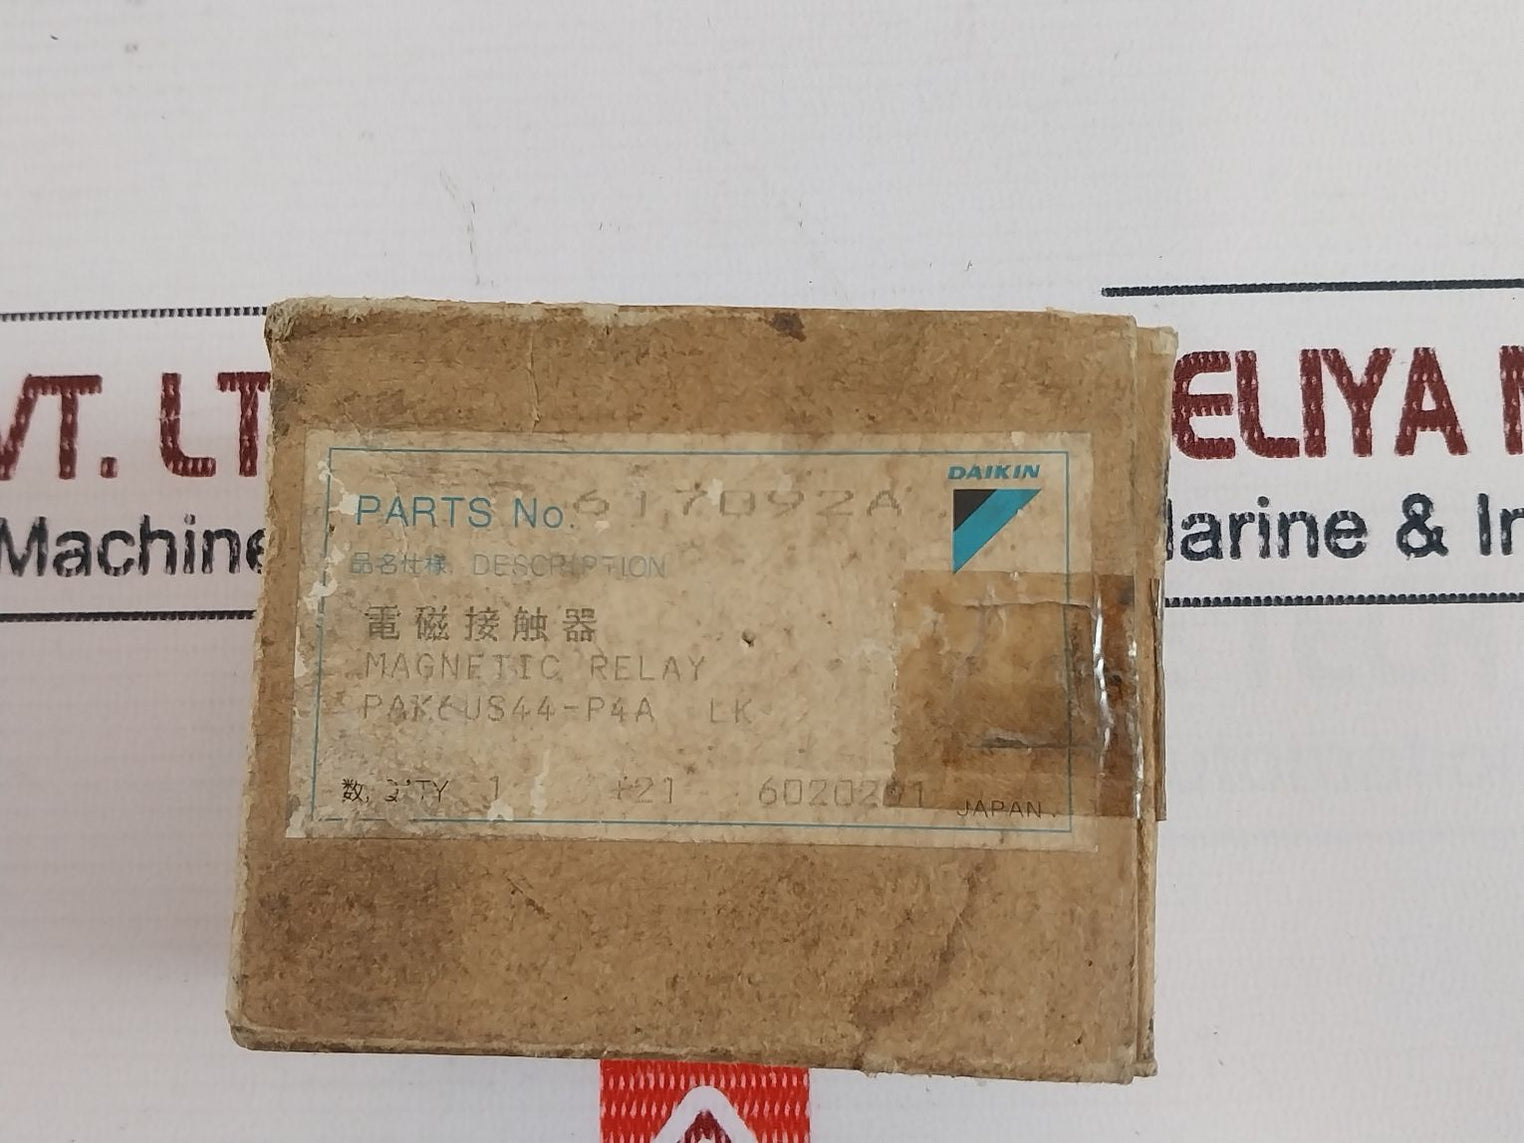 VT. LT
ELIYA
Machine
arine & In
DAIKIN
PARTS No. 617092A
品名仕様 DESCRIPTION
電磁接触器
MAGNETIC RELAY
PAK6US44-P4A LK
数 Q'TY 1 +21 6020201 JAPAN.